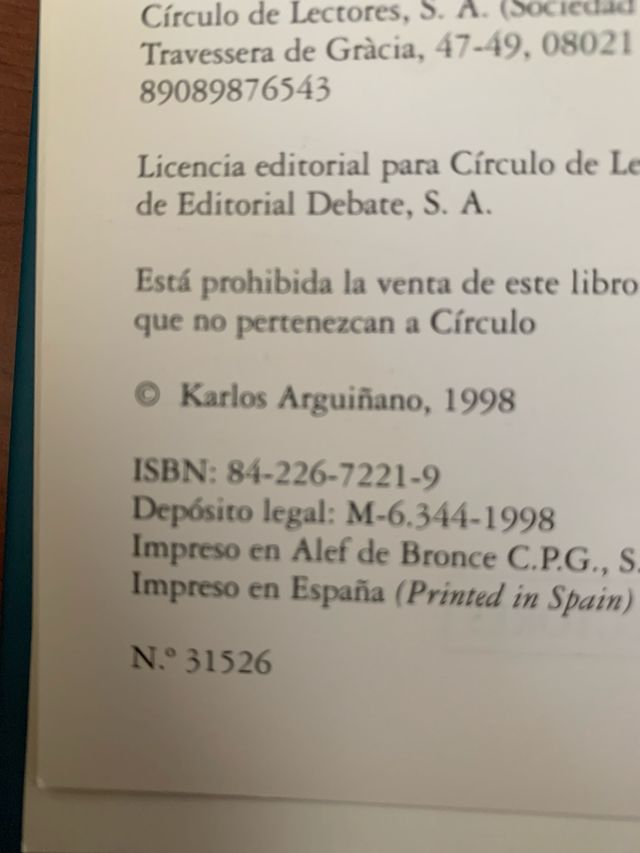 Círculo de Lectores, S. A. (Sociedad
Travessera de Gràcia, 47-49, 08021
89089876543
Licencia editorial para Círculo de Le
de Editorial Debate, S. A.
Está prohibida la venta de este libro
que no pertenezcan a Círculo
© Karlos Arguiñano, 1998
ISBN: 84-226-7221-9
Depósito legal: M-6.344-1998
Impreso en Alef de Bronce C.P.G., S.
Impreso en España (Printed in Spain)
N.º 31526